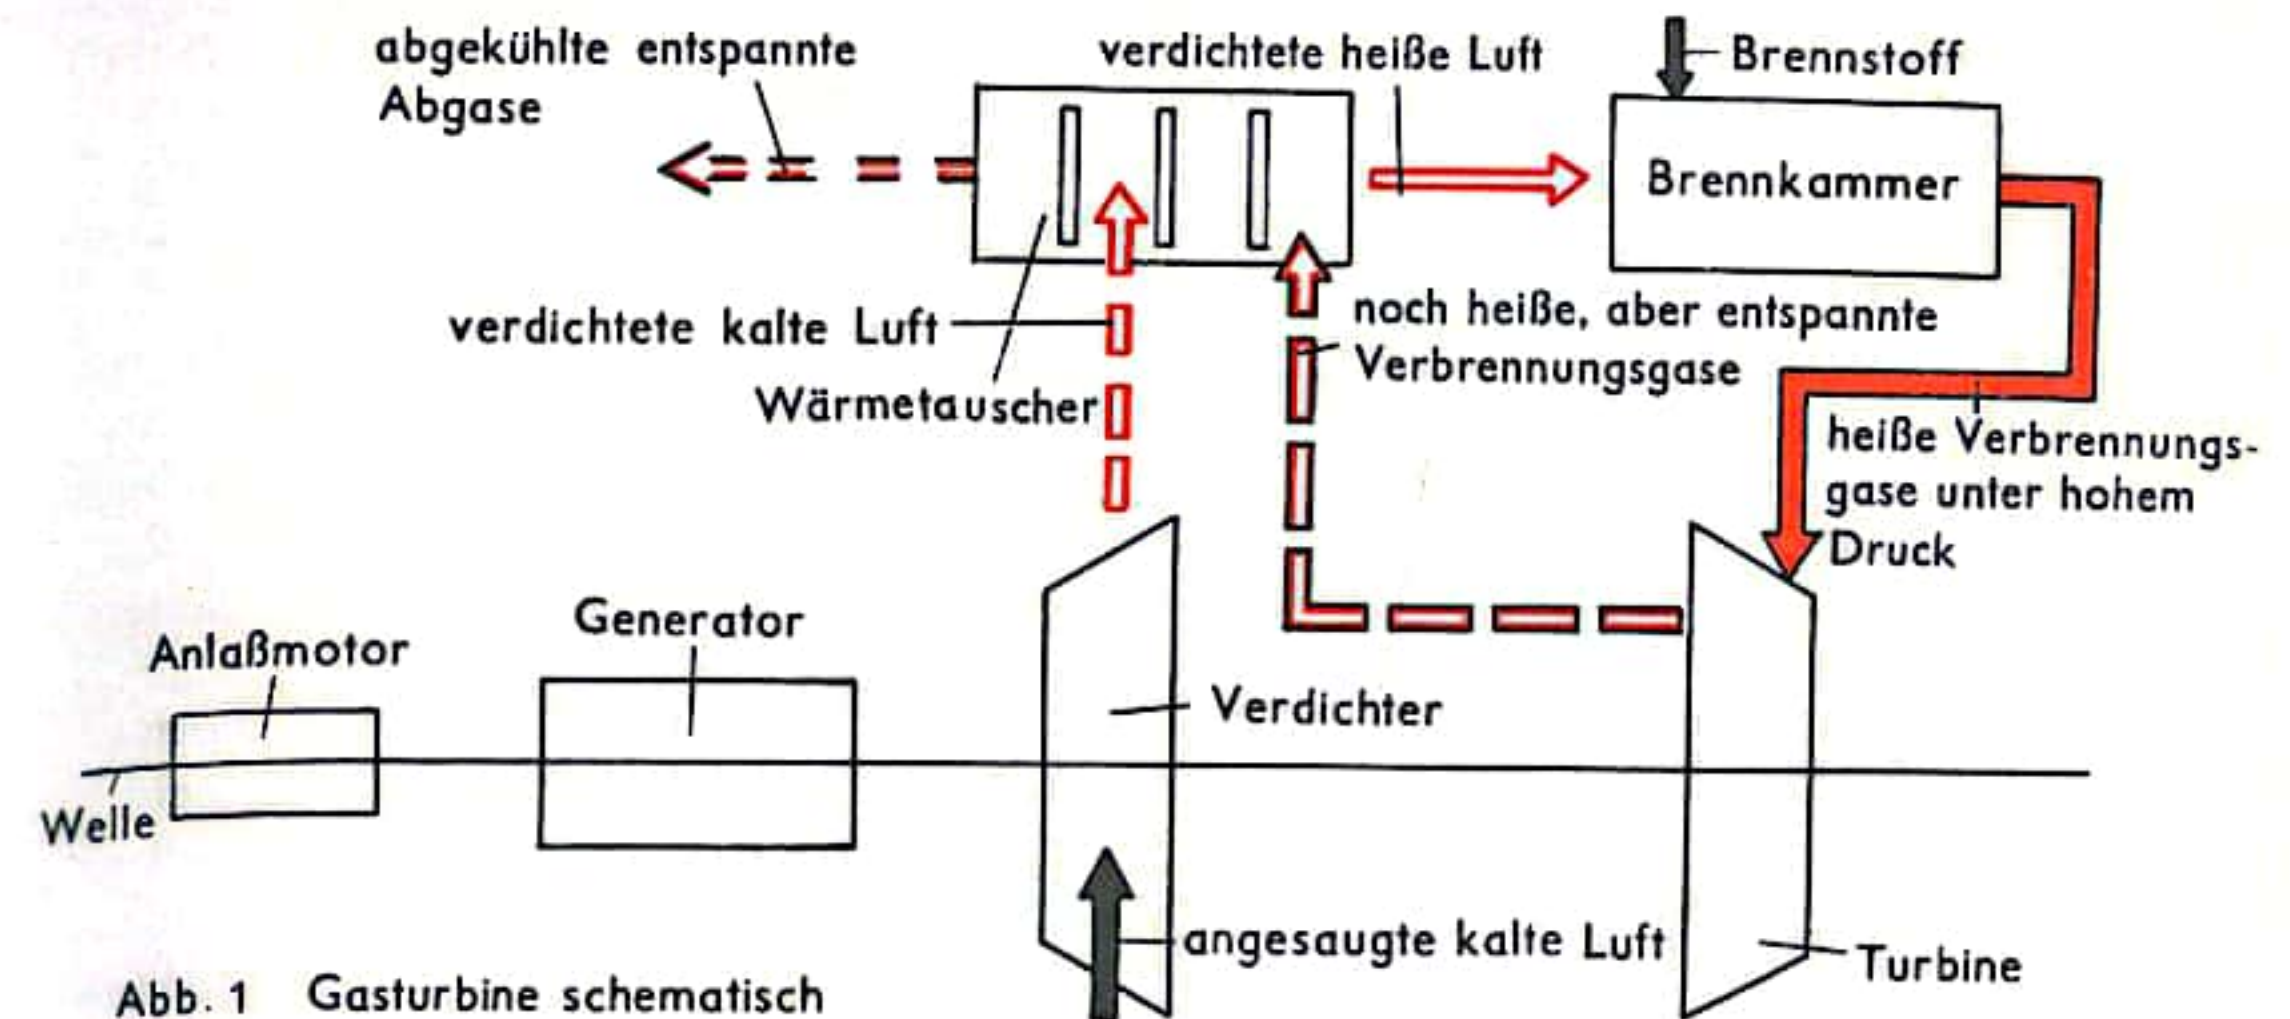 abgekühlte entspannte
Abgase
verdichtete heiße Luft
Brennstoff
Brennkammer
verdichtete kalte Luft
Wärmetauscher
noch heiße, aber entspannte
Verbrennungsgase
heiße Verbrennungs-
gase unter hohem
Druck
Anlaßmotor
Generator
Verdichter
Welle
angesaugte kalte Luft
Turbine
Abb. 1 Gasturbine schematisch